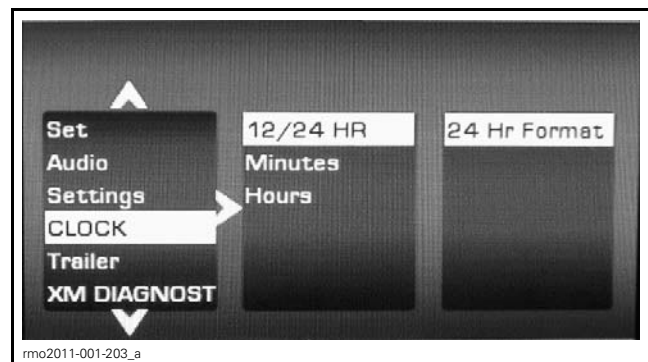 Set
Audio
Settings
CLOCK
Trailer
XM DIAGNOST
12/24 HR
Minutes
Hours
24 Hr Format
rmo2011-001-203_a